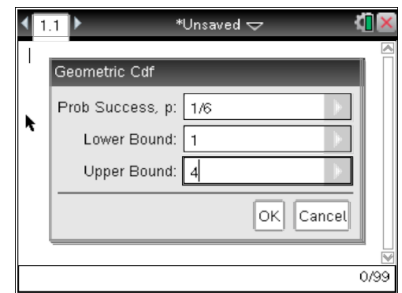 1.1 *Unsaved
Geometric Cdf
Prob Success, p: 1/6
Lower Bound: 1
Upper Bound: 4
OK Cancel
0/99